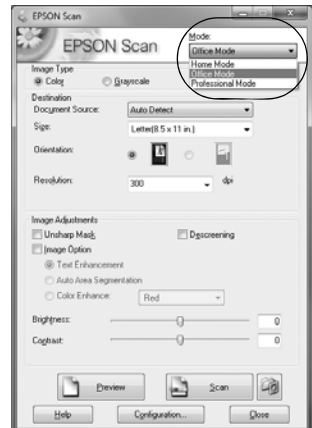 EPSON Scan
EPSON Scan
Mode:
Office Mode
Home Mode
Office Mode
Professional Mode
Image Type
Color
Grayscale
Destination
Document Source:
Auto Detect
Size:
Letter(8.5 x 11 in.)
Orientation:
Resolution:
300
dpi
Image Adjustments
Unsharp Mask
Descreening
Image Option
Text Enhancement
Auto Area Segmentation
Color Enhance:
Red
Brightness:
0
Contrast:
0
Preview
Scan
Help
Configuration...
Close